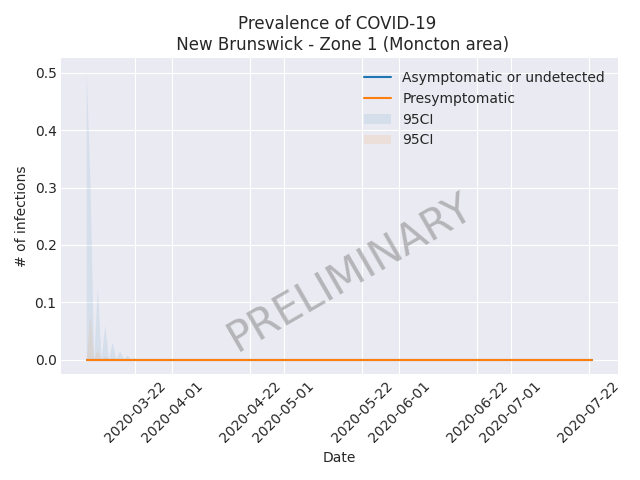 Prevalence of COVID-19
New Brunswick - Zone 1 (Moncton area)
Asymptomatic or undetected
Presymptomatic
95CI
95CI
# of infections
0.5
0.4
0.3
0.2
0.1
0.0
PRELIMINARY
2020-03-22
2020-04-01
2020-04-22
2020-05-01
2020-05-22
2020-06-01
2020-06-22
2020-07-01
2020-07-22
Date